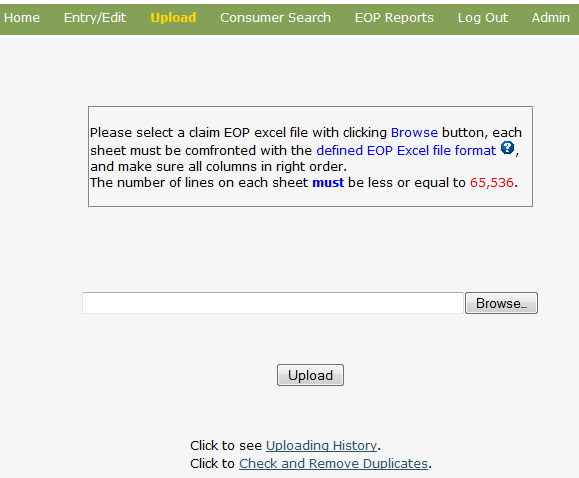 Home Entry/Edit Upload Consumer Search EOP Reports Log Out Admin
Please select a claim EOP excel file with clicking Browse button, each
sheet must be comfronted with the defined EOP Excel file format ?,
and make sure all columns in right order.
The number of lines on each sheet must be less or equal to 65,536.
Browse...
Upload
Click to see Uploading History.
Click to Check and Remove Duplicates.